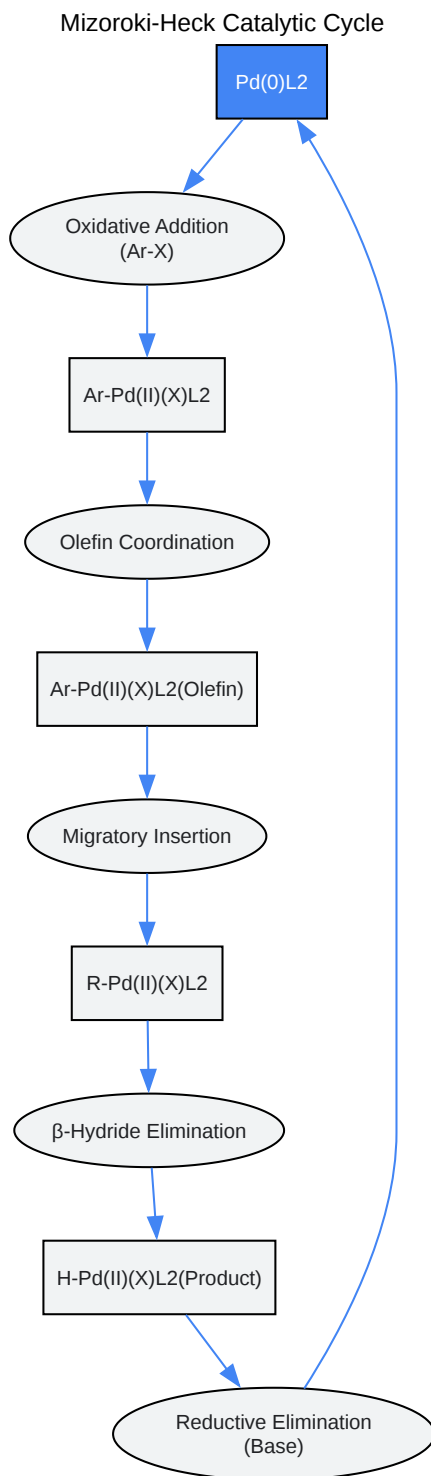 Mizoroki-Heck Catalytic Cycle
Pd(0)L2
Oxidative Addition
(Ar-X)
Ar-Pd(II)(X)L2
Olefin Coordination
Ar-Pd(II)(X)L2(Olefin)
Migratory Insertion
R-Pd(II)(X)L2
β-Hydride Elimination
H-Pd(II)(X)L2(Product)
Reductive Elimination
(Base)